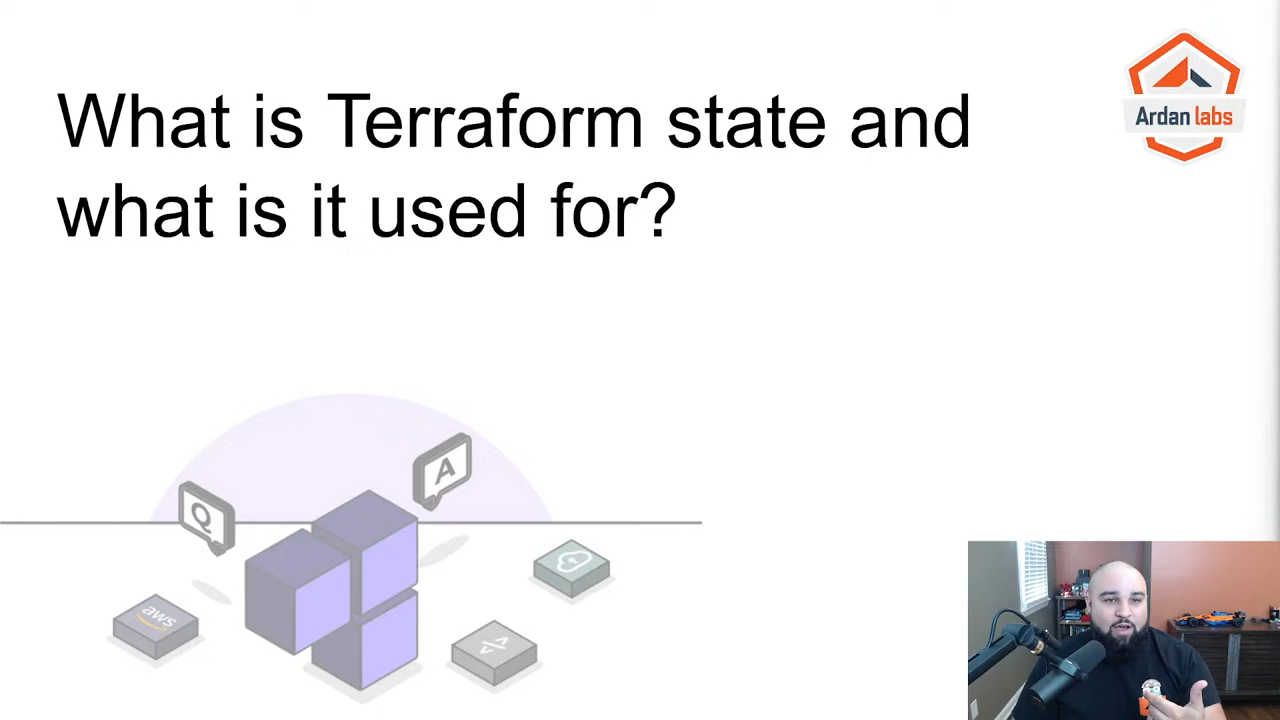 What is Terraform state and
what is it used for?
Ardan labs
A
Q
aws